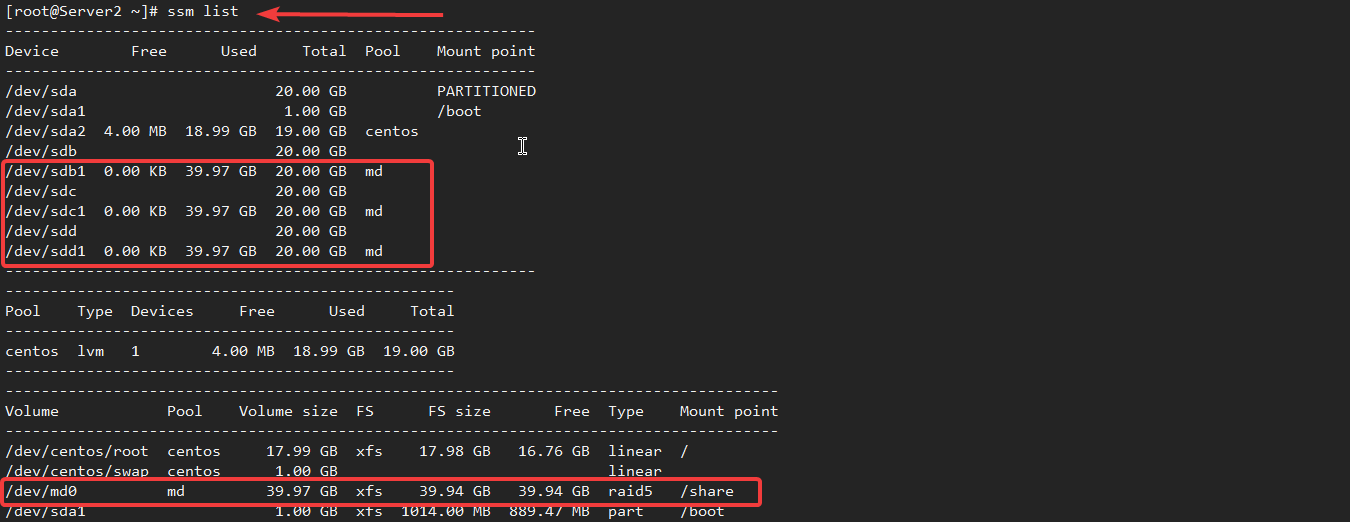 [root@Server2 ~]# ssm list
-----------------------------------------------------------
Device        Free      Used     Total  Pool    Mount point
-----------------------------------------------------------
/dev/sda                      20.00 GB          PARTITIONED
/dev/sda1                      1.00 GB          /boot
/dev/sda2  4.00 MB  18.99 GB  19.00 GB  centos
/dev/sdb                      20.00 GB
/dev/sdb1  0.00 KB  39.97 GB  20.00 GB  md
/dev/sdc                      20.00 GB
/dev/sdc1  0.00 KB  39.97 GB  20.00 GB  md
/dev/sdd                      20.00 GB
/dev/sdd1  0.00 KB  39.97 GB  20.00 GB  md
-----------------------------------------------------------
--------------------------------------------------
Pool    Type  Devices     Free      Used     Total
--------------------------------------------------
centos  lvm   1        4.00 MB  18.99 GB  19.00 GB
--------------------------------------------------
--------------------------------------------------------------------------------------
Volume            Pool    Volume size  FS      FS size       Free  Type    Mount point
--------------------------------------------------------------------------------------
/dev/centos/root  centos     17.99 GB  xfs    17.98 GB   16.76 GB  linear  /
/dev/centos/swap  centos      1.00 GB                              linear
/dev/md0          md         39.97 GB  xfs    39.94 GB   39.94 GB  raid5   /share
/dev/sda1                     1.00 GB  xfs  1014.00 MB  889.47 MB  part    /boot